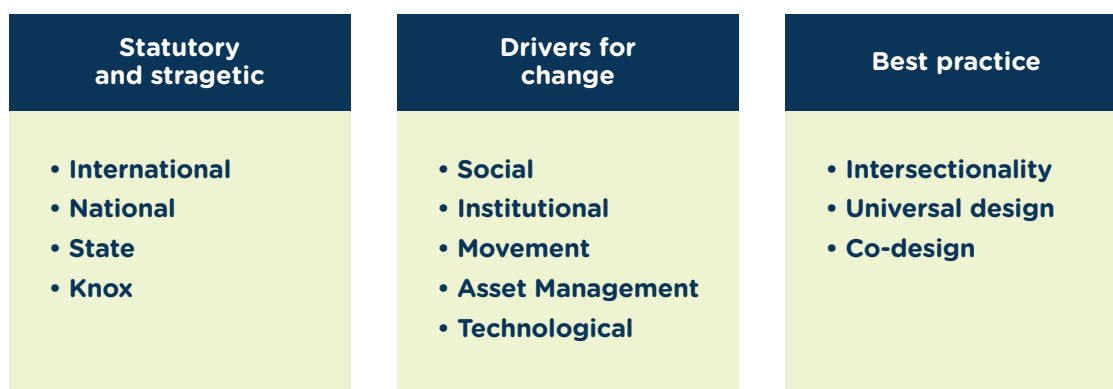 Statutory
and stragetic
• International
• National
• State
• Knox
Drivers for
change
• Social
• Institutional
• Movement
• Asset Management
• Technological
Best practice
• Intersectionality
• Universal design
• Co-design